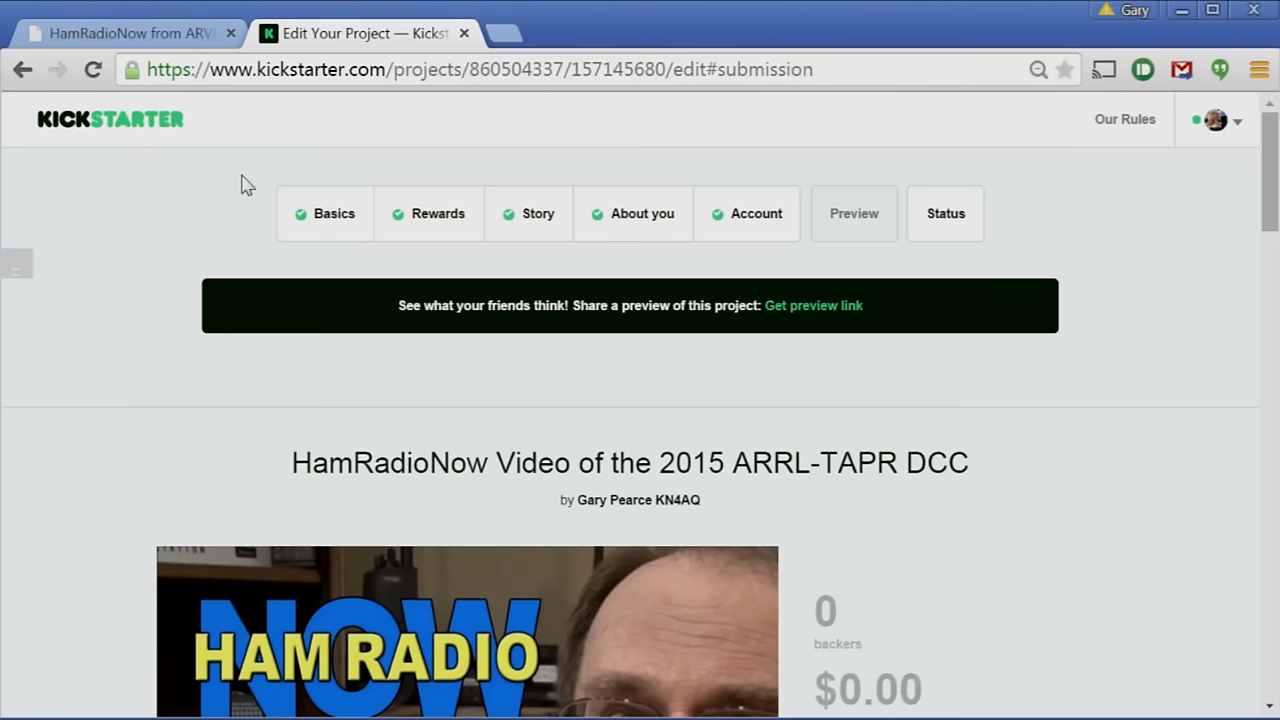 Gary
HamRadioNow from ARV
Edit Your Project — Kickst
https://www.kickstarter.com/projects/860504337/157145680/edit#submission
KICKSTARTER
Our Rules
Basics
Rewards
Story
About you
Account
Preview
Status
See what your friends think! Share a preview of this project: Get preview link
HamRadioNow Video of the 2015 ARRL-TAPR DCC
by Gary Pearce KN4AQ
NOW
HAM RADIO
0
backers
$0.00